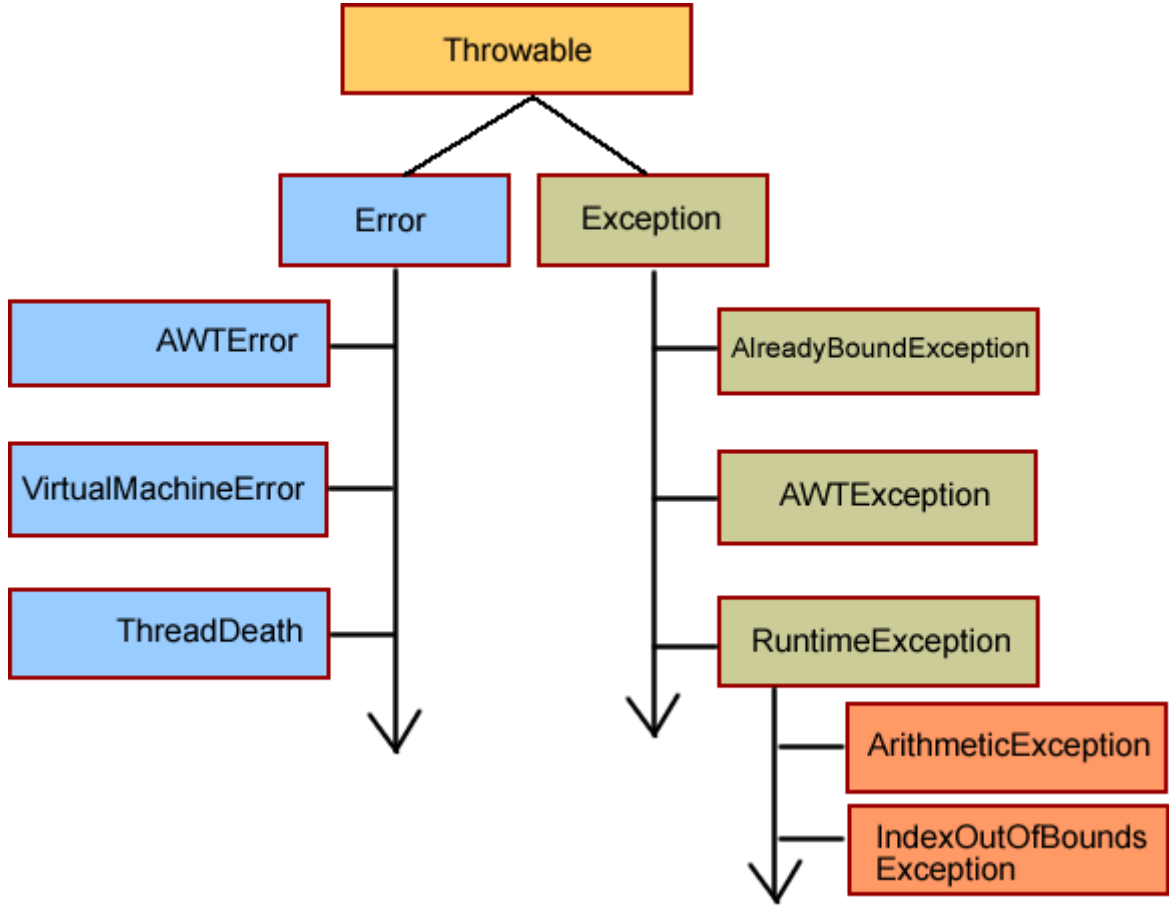 Throwable
Error
Exception
AWTError
AlreadyBoundException
VirtualMachineError
AWTException
ThreadDeath
RuntimeException
ArithmeticException
IndexOutOfBounds
Exception